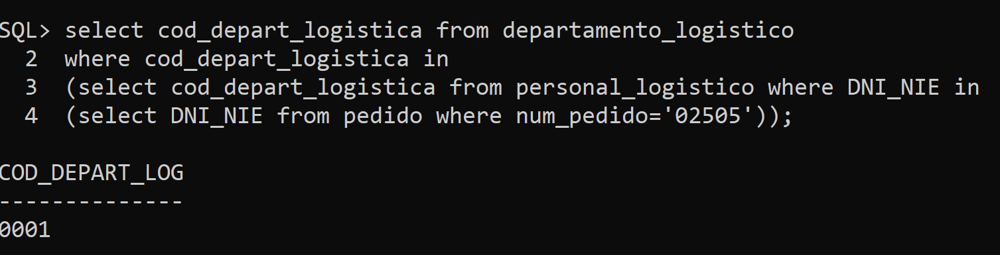 SQL> select cod_depart_logistica from departamento_logistico
2 where cod_depart_logistica in
3 (select cod_depart_logistica from personal_logistico where DNI_NIE in
4 (select DNI_NIE from pedido where num_pedido='02505'));
COD_DEPART_LOG
--------------
0001